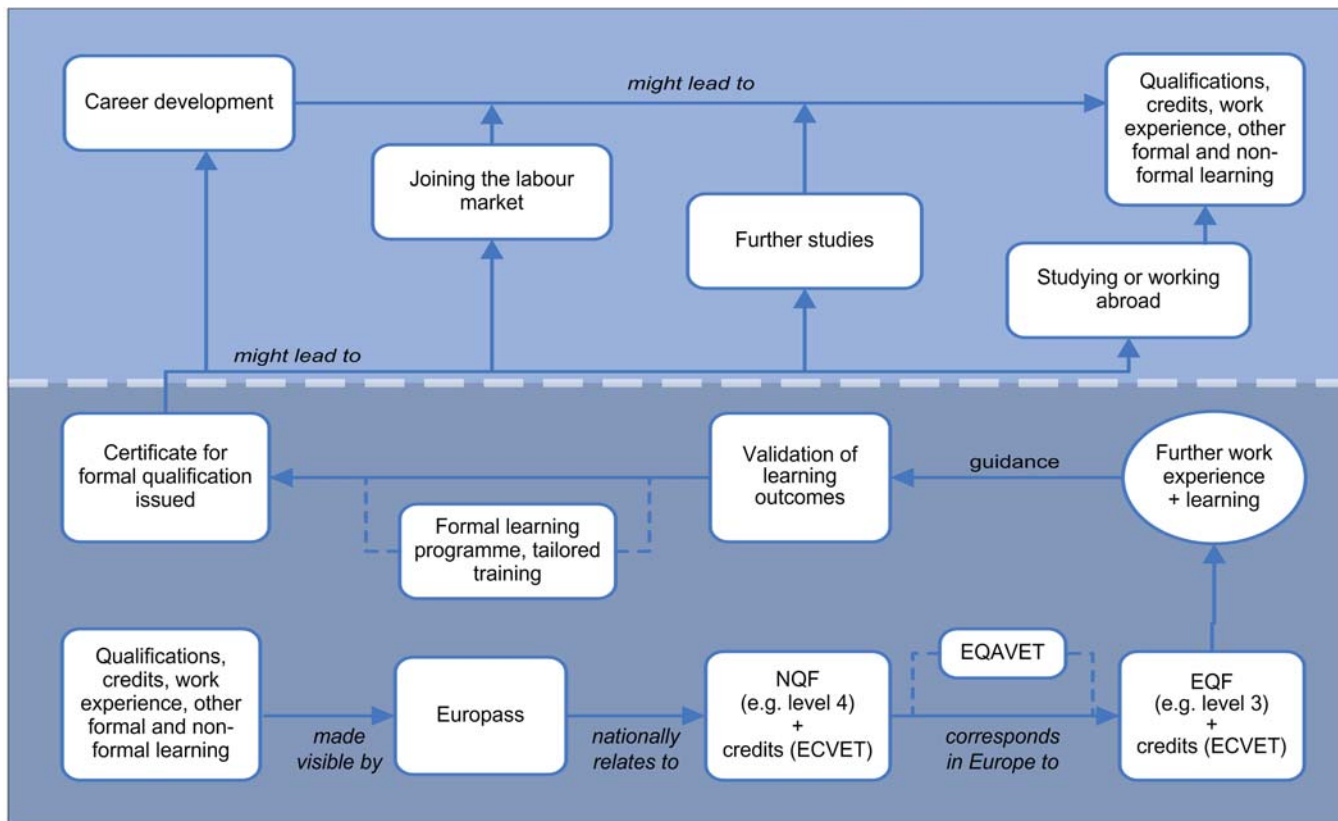 Career development
might lead to
Qualifications,
credits, work
experience, other
formal and non-
formal learning
Joining the labour
market
Further studies
Studying or working
abroad
might lead to
Certificate for
formal qualification
issued
Validation of
learning
outcomes
guidance
Further work
experience
+ learning
Formal learning
programme, tailored
training
Qualifications,
credits, work
experience, other
formal and non-
formal learning
made
visible by
Europass
nationally
relates to
NQF
(e.g. level 4)
+
credits (ECVET)
EQAVET
corresponds
in Europe to
EQF
(e.g. level 3)
+
credits (ECVET)